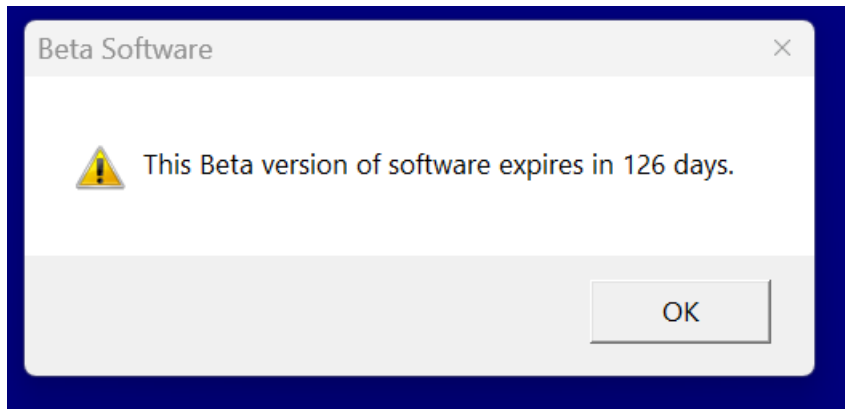 Beta Software
This Beta version of software expires in 126 days.
OK